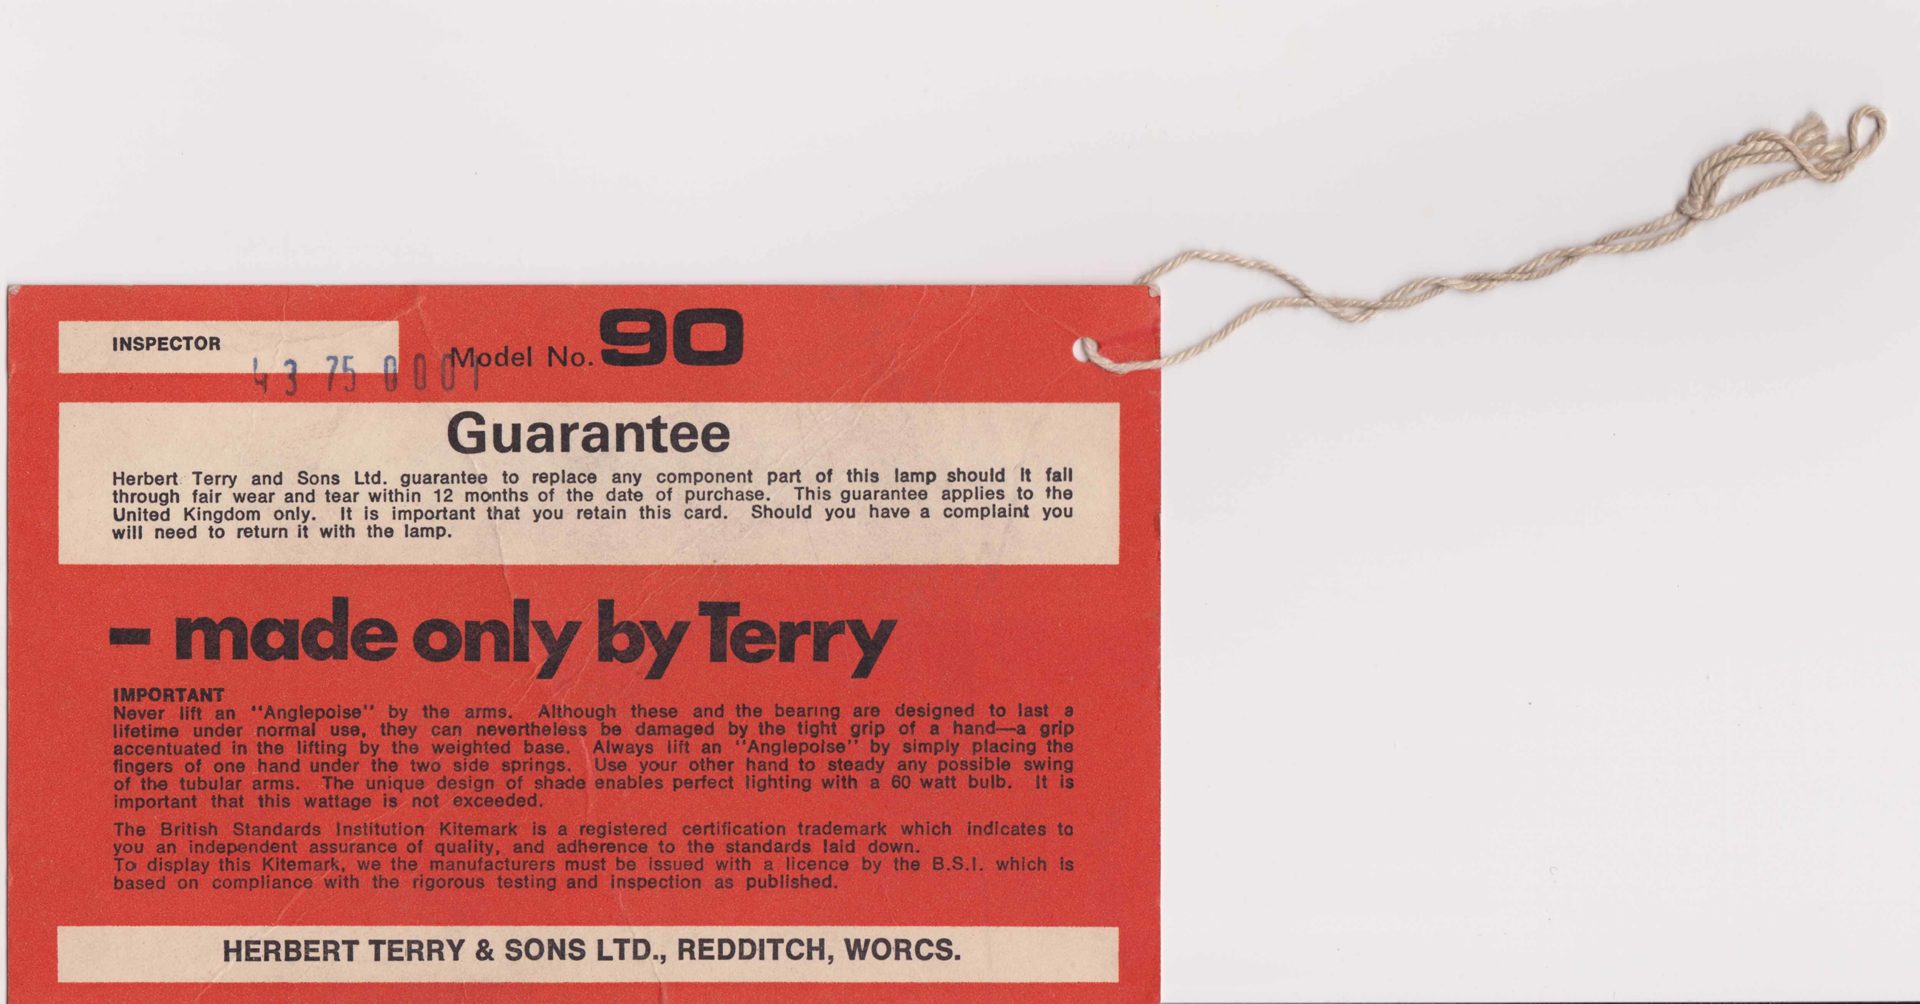 INSPECTOR
43 75 0001
Model No. 90
Guarantee
Herbert Terry and Sons Ltd. guarantee to replace any component part of this lamp should it fail
through fair wear and tear within 12 months of the date of purchase. This guarantee applies to the
United Kingdom only. It is important that you retain this card. Should you have a complaint you
will need to return it with the lamp.
– made only by Terry
IMPORTANT
Never lift an "Anglepoise" by the arms. Although these and the bearing are designed to last a
lifetime under normal use, they can nevertheless be damaged by the tight grip of a hand—a grip
accentuated in the lifting by the weighted base. Always lift an "Anglepoise" by simply placing the
fingers of one hand under the two side springs. Use your other hand to steady any possible swing
of the tubular arms. The unique design of shade enables perfect lighting with a 60 watt bulb. It is
important that this wattage is not exceeded.
The British Standards Institution Kitemark is a registered certification trademark which indicates to
you an independent assurance of quality, and adherence to the standards laid down.
To display this Kitemark, we the manufacturers must be issued with a licence by the B.S.I. which is
based on compliance with the rigorous testing and inspection as published.
HERBERT TERRY & SONS LTD., REDDITCH, WORCS.